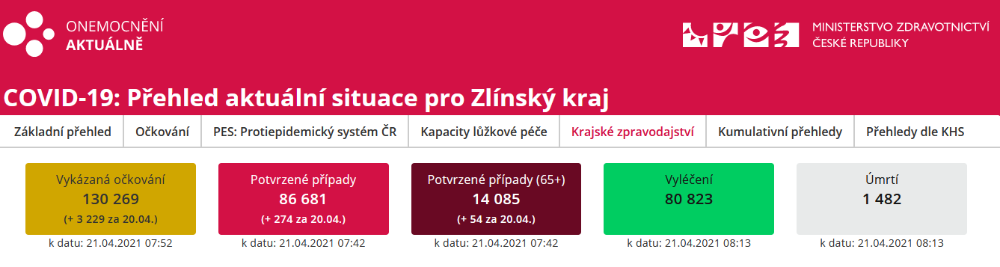 ONEMOCNĚNÍ
AKTUÁLNĚ
MINISTERSTVO ZDRAVOTNICTVÍ
ČESKÉ REPUBLIKY
COVID-19: Přehled aktuální situace pro Zlínský kraj
Základní přehled Očkování PES: Protiepidemický systém ČR Kapacity lůžkové péče Krajské zpravodajství Kumulativní přehledy Přehledy dle KHS
Vykázaná očkování
130 269
(+ 3 229 za 20.04.)
k datu: 21.04.2021 07:52
Potvrzené případy
86 681
(+ 274 za 20.04.)
k datu: 21.04.2021 07:42
Potvrzené případy (65+)
14 085
(+ 54 za 20.04.)
k datu: 21.04.2021 07:42
Vyléčení
80 823
k datu: 21.04.2021 08:13
Úmrtí
1 482
k datu: 21.04.2021 08:13